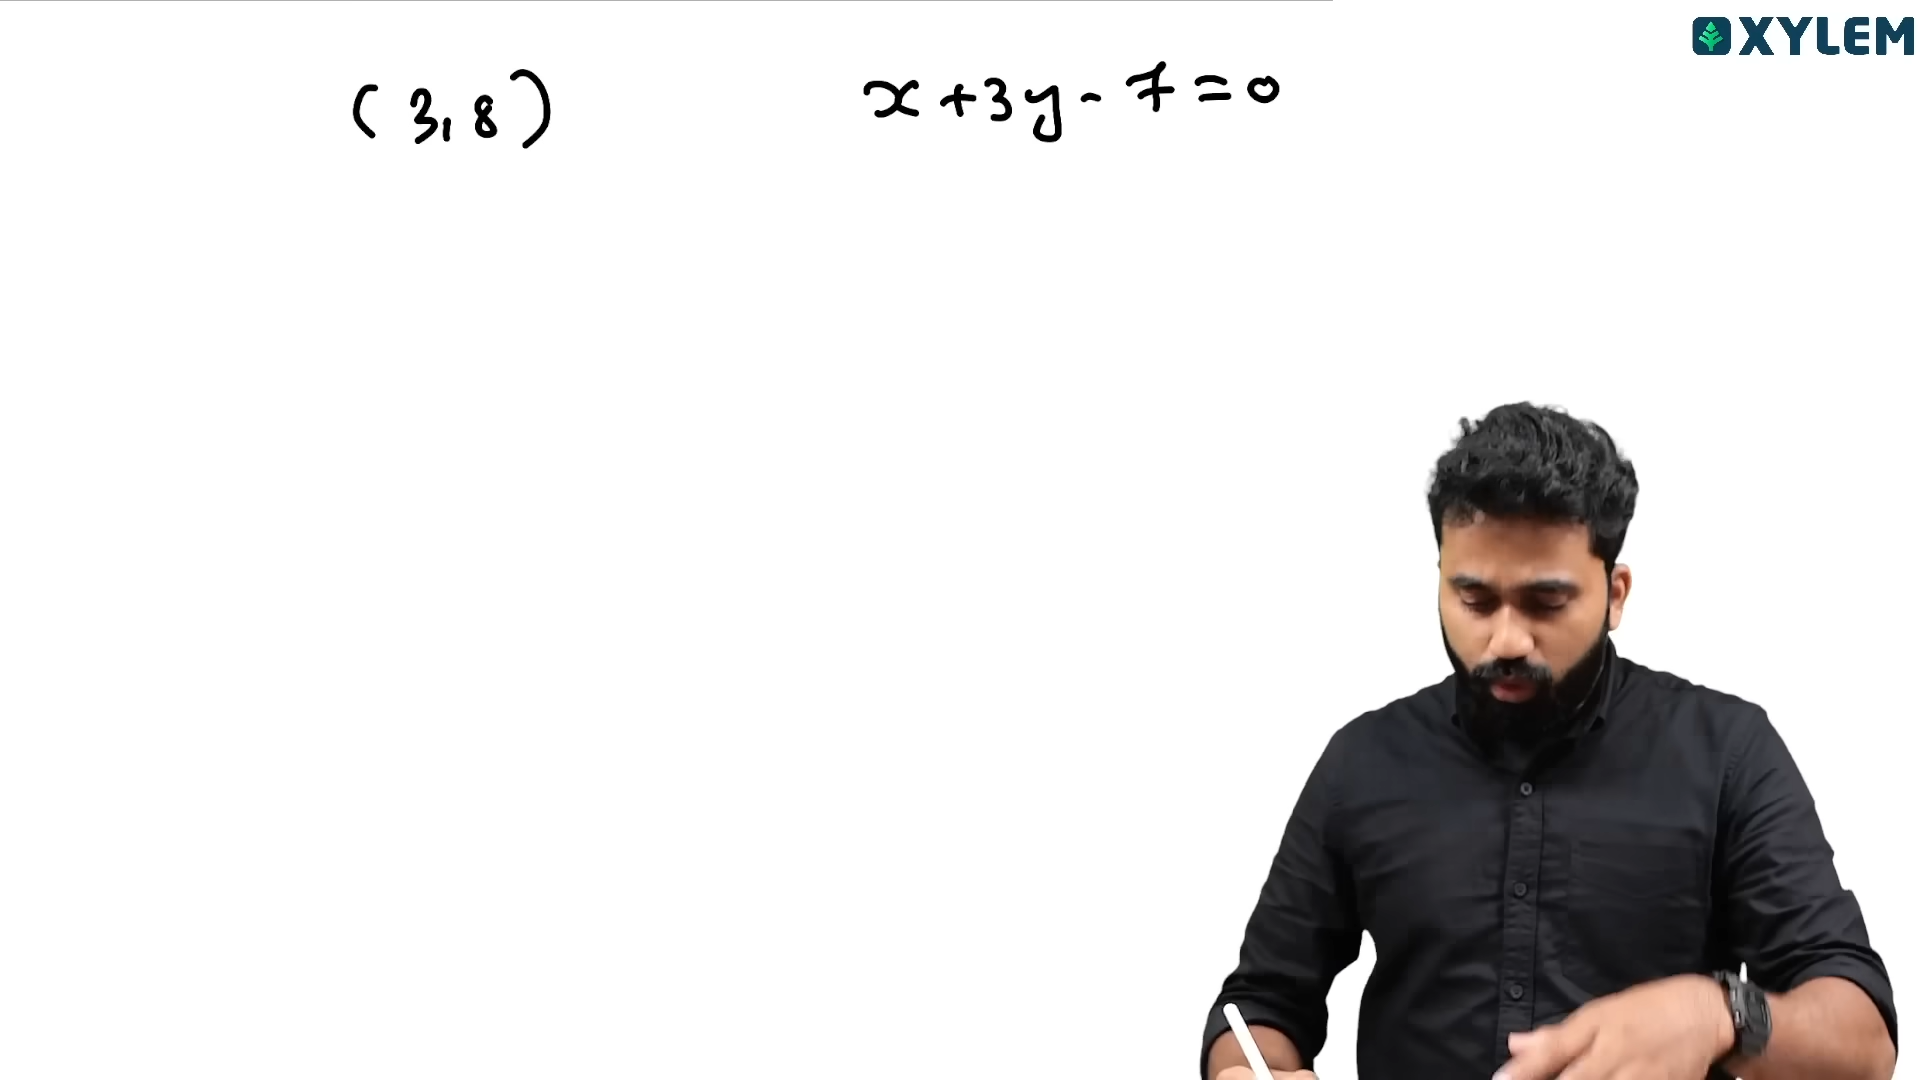 XYLEM
(3, 8) x + 3y - 7 = 0